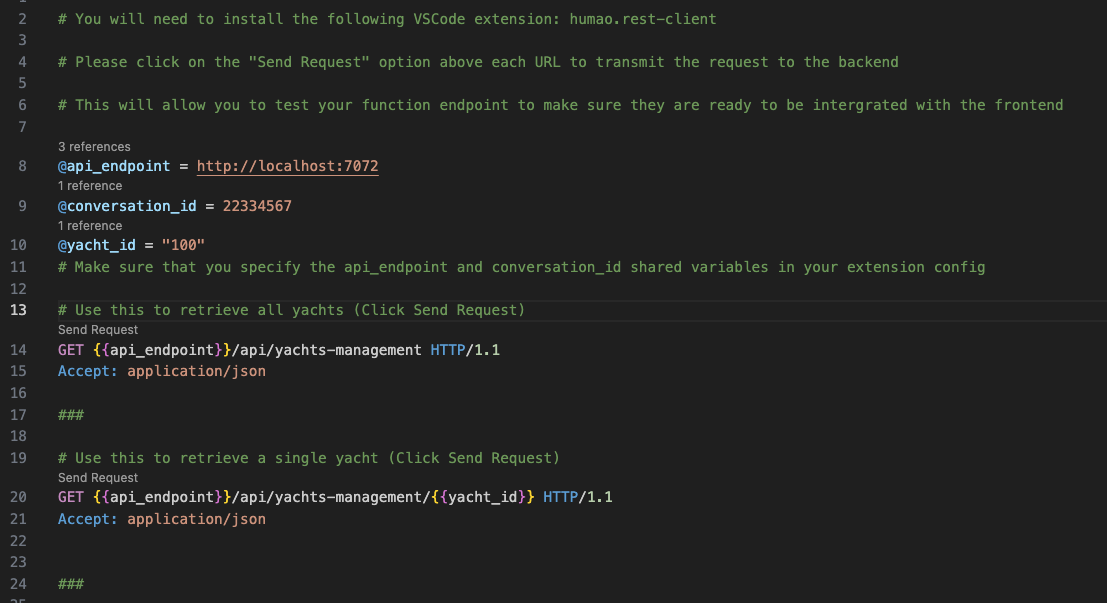 2 # You will need to install the following VSCode extension: humao.rest-client
3
4 # Please click on the "Send Request" option above each URL to transmit the request to the backend
5
6 # This will allow you to test your function endpoint to make sure they are ready to be intergrated with the frontend
7
3 references
8 @api_endpoint = http://localhost:7072
1 reference
9 @conversation_id = 22334567
1 reference
10 @yacht_id = "100"
11 # Make sure that you specify the api_endpoint and conversation_id shared variables in your extension config
12
13 # Use this to retrieve all yachts (Click Send Request)
Send Request
14 GET {{api_endpoint}}/api/yachts-management HTTP/1.1
15 Accept: application/json
16
17 ###
18
19 # Use this to retrieve a single yacht (Click Send Request)
Send Request
20 GET {{api_endpoint}}/api/yachts-management/{{yacht_id}} HTTP/1.1
21 Accept: application/json
22
23
24 ###